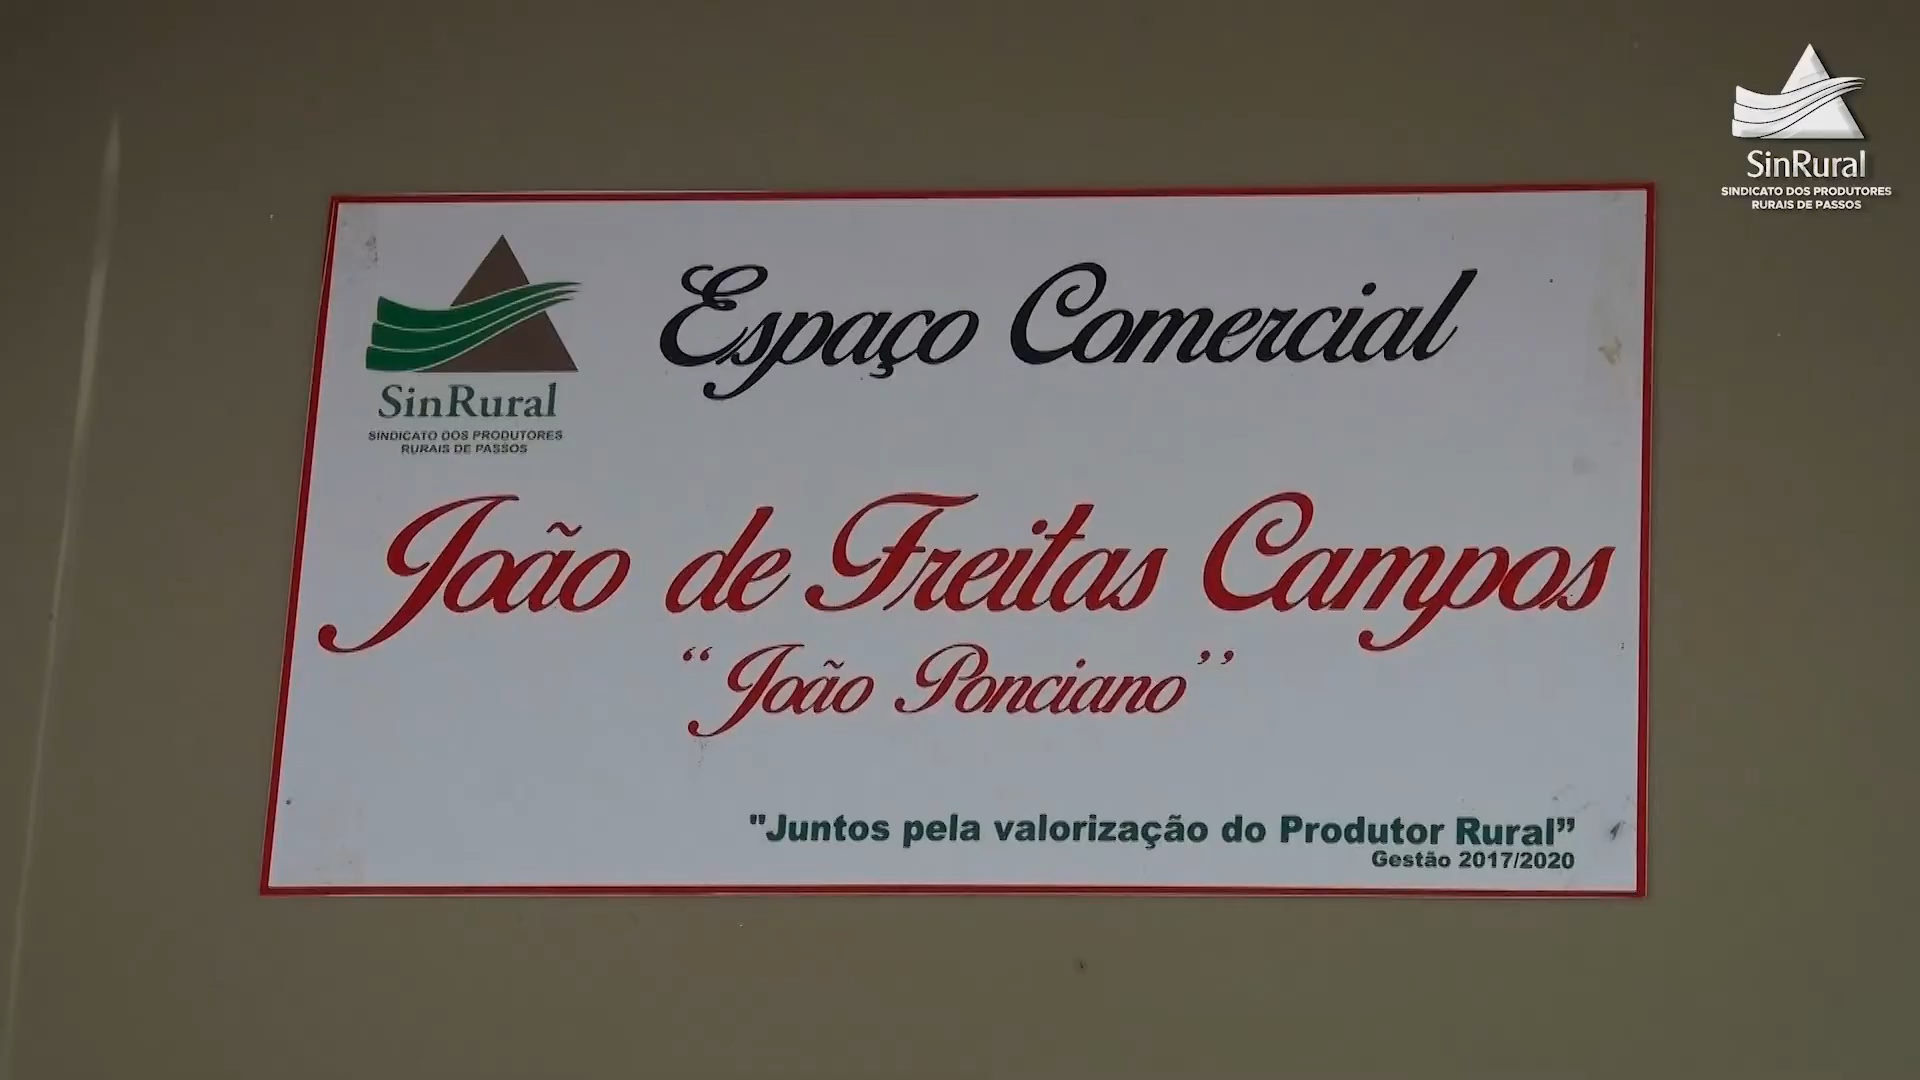 SinRural
SINDICATO DOS PRODUTORES
RURAIS DE PASSOS
Espaço Comercial
SinRural
SINDICATO DOS PRODUTORES
RURAIS DE PASSOS
João de Freitas Campos
“João Ponciano”
"Juntos pela valorização do Produtor Rural”
Gestão 2017/2020